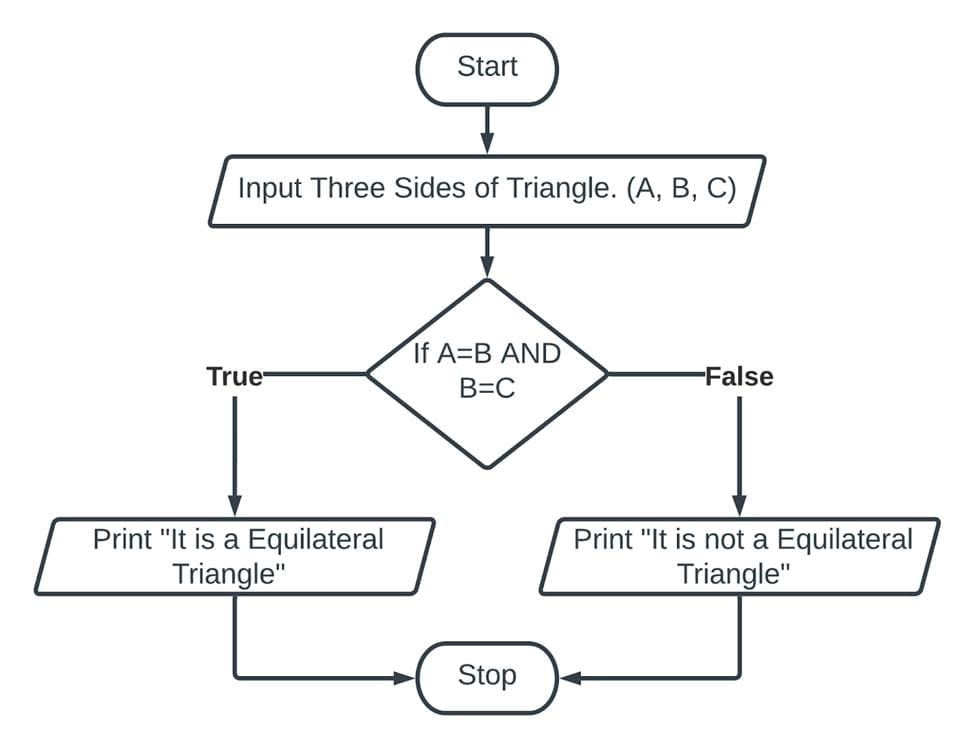 Start
Input Three Sides of Triangle. (A, B, C)
If A=B AND
B=C
True
False
Print "It is a Equilateral
Triangle"
Print "It is not a Equilateral
Triangle"
Stop